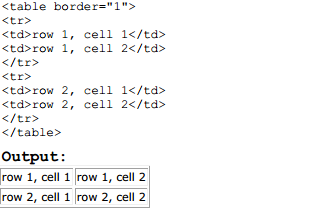 <table border="1">
<tr>
<td>row 1, cell 1</td>
<td>row 1, cell 2</td>
</tr>
<tr>
<td>row 2, cell 1</td>
<td>row 2, cell 2</td>
</tr>
</table>
Output:
row 1, cell 1 row 1, cell 2
row 2, cell 1 row 2, cell 2